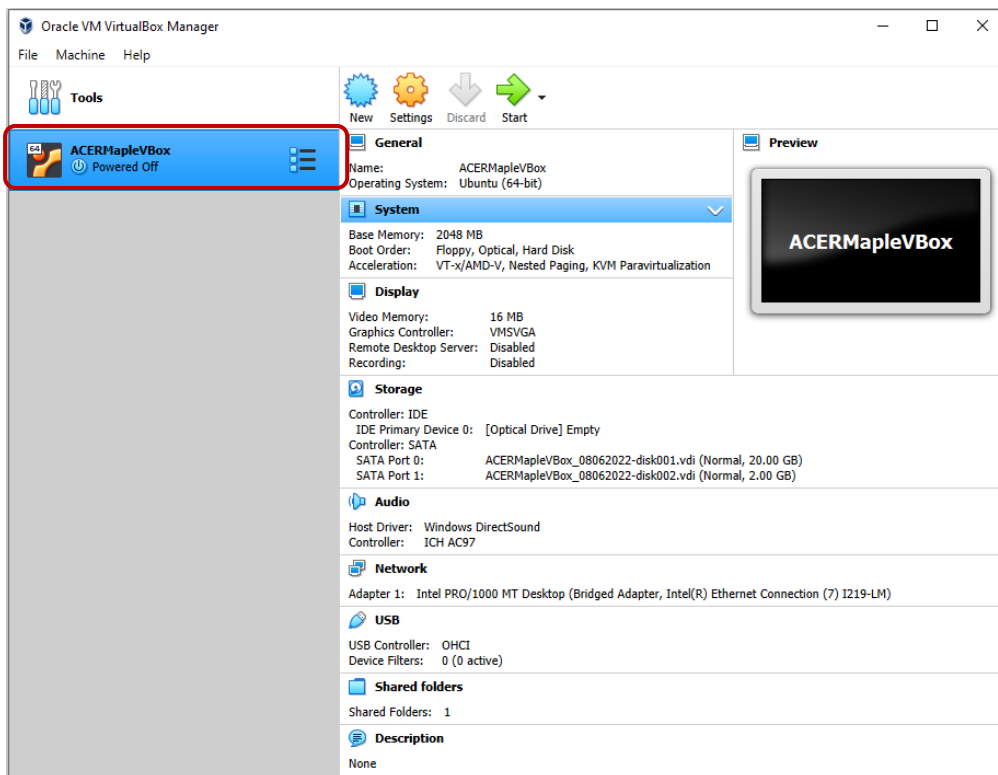 Oracle VM VirtualBox Manager
File Machine Help
Tools
New Settings Discard Start
64
ACERMapleVBox
Powered Off
General
Name: ACERMapleVBox
Operating System: Ubuntu (64-bit)
System
Base Memory: 2048 MB
Boot Order: Floppy, Optical, Hard Disk
Acceleration: VT-x/AMD-V, Nested Paging, KVM Paravirtualization
Display
Video Memory: 16 MB
Graphics Controller: VMSVGA
Remote Desktop Server: Disabled
Recording: Disabled
Preview
ACERMapleVBox
Storage
Controller: IDE
IDE Primary Device 0: [Optical Drive] Empty
Controller: SATA
SATA Port 0: ACERMapleVBox_08062022-disk001.vdi (Normal, 20.00 GB)
SATA Port 1: ACERMapleVBox_08062022-disk002.vdi (Normal, 2.00 GB)
Audio
Host Driver: Windows DirectSound
Controller: ICH AC97
Network
Adapter 1: Intel PRO/1000 MT Desktop (Bridged Adapter, Intel(R) Ethernet Connection (7) I219-LM)
USB
USB Controller: OHCI
Device Filters: 0 (0 active)
Shared folders
Shared Folders: 1
Description
None